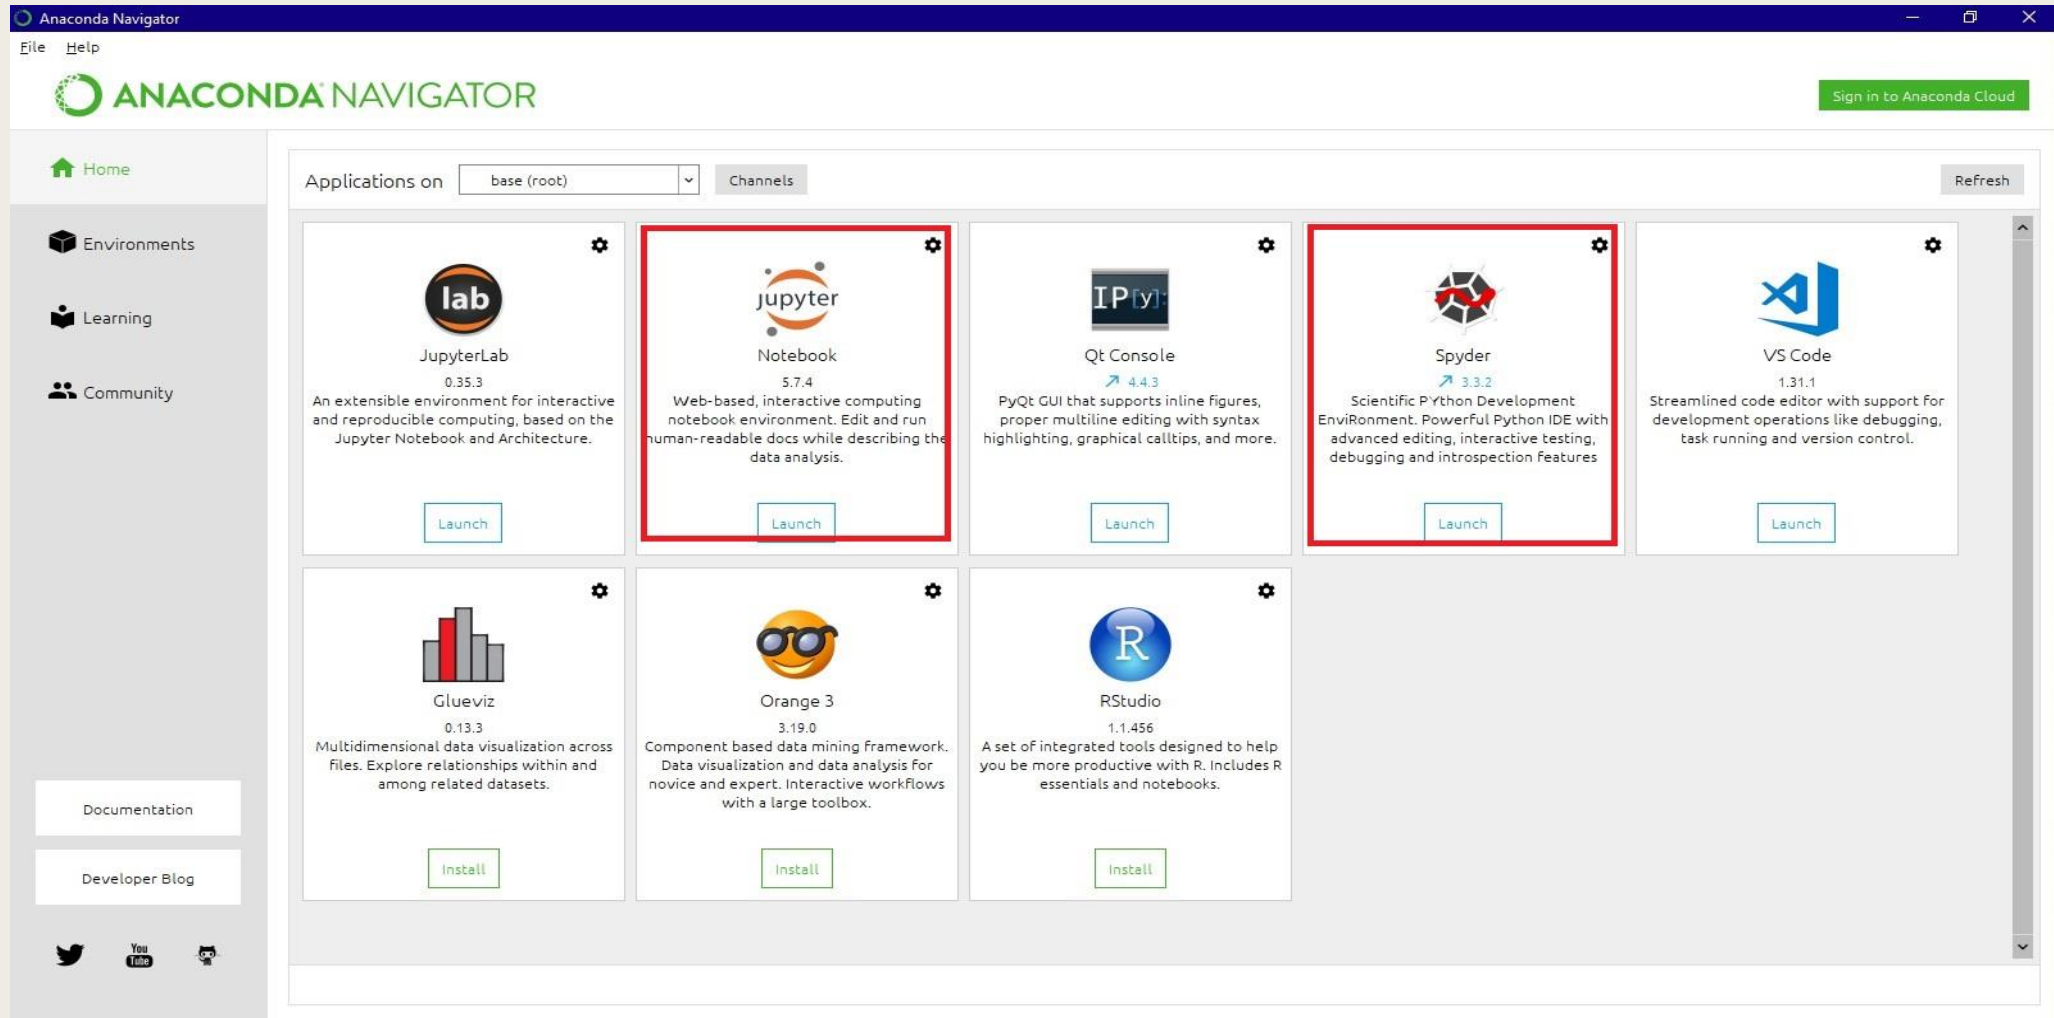 Anaconda Navigator
File Help
ANACONDA NAVIGATOR
Sign in to Anaconda Cloud
Home
Environments
Learning
Community
Documentation
Developer Blog
You
Tube
Applications on base (root) Channels Refresh
lab
JupyterLab
0.35.3
An extensible environment for interactive
and reproducible computing, based on the
Jupyter Notebook and Architecture.
Launch
jupyter
Notebook
5.7.4
Web-based, interactive computing
notebook environment. Edit and run
human-readable docs while describing the
data analysis.
Launch
IP[y]:
Qt Console
4.4.3
PyQt GUI that supports inline figures,
proper multiline editing with syntax
highlighting, graphical calltips, and more.
Launch
Spyder
3.3.2
Scientific PYthon Development
EnviRonment. Powerful Python IDE with
advanced editing, interactive testing,
debugging and introspection features
Launch
VS Code
1.31.1
Streamlined code editor with support for
development operations like debugging,
task running and version control.
Launch
Glueviz
0.13.3
Multidimensional data visualization across
files. Explore relationships within and
among related datasets.
Install
Orange 3
3.19.0
Component based data mining framework.
Data visualization and data analysis for
novice and expert. Interactive workflows
with a large toolbox.
Install
R
RStudio
1.1.456
A set of integrated tools designed to help
you be more productive with R. Includes R
essentials and notebooks.
Install